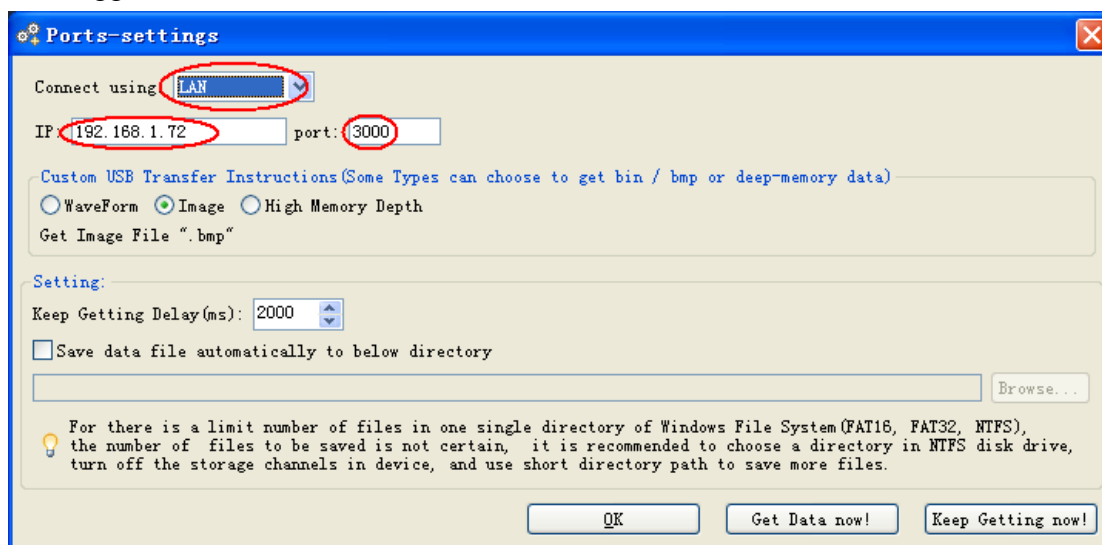 Ports-settings
Connect using: LAN
IP: 192.168.1.72 port: 3000
Custom USB Transfer Instructions(Some Types can choose to get bin / bmp or deep-memory data)
WaveForm Image High Memory Depth
Get Image File ".bmp"
Setting:
Keep Getting Delay(ms): 2000
Save data file automatically to below directory
Browse...
For there is a limit number of files in one single directory of Windows File System(FAT16, FAT32, NTFS),
the number of files to be saved is not certain, it is recommended to choose a directory in NTFS disk drive,
turn off the storage channels in device, and use short directory path to save more files.
OK Get Data now! Keep Getting now!